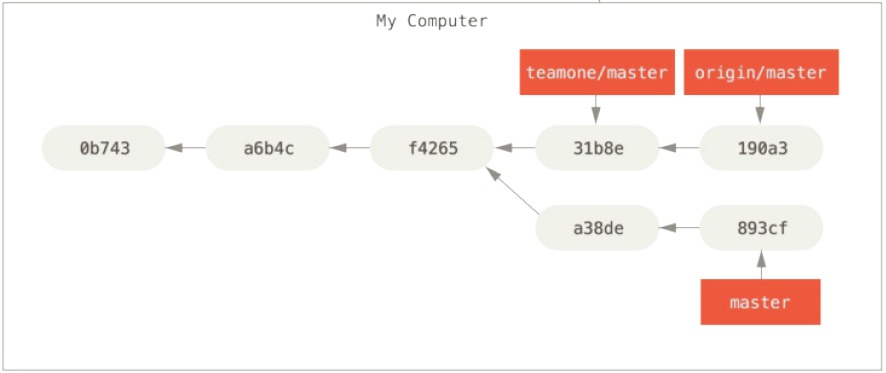 My Computer
teamone/master
origin/master
0b743
a6b4c
f4265
31b8e
190a3
a38de
893cf
master